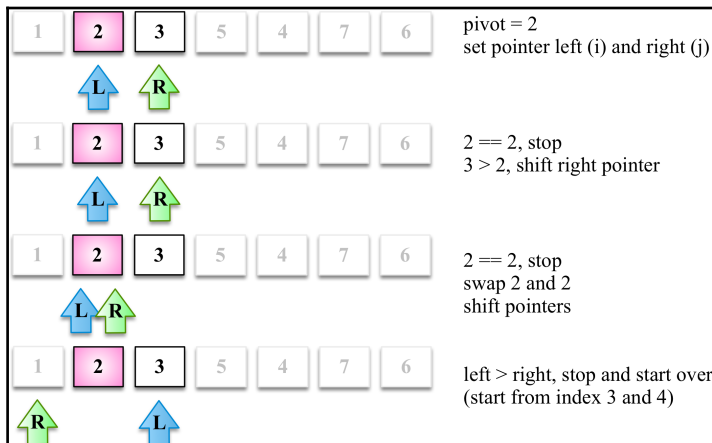 1 2 3 5 4 7 6
pivot = 2
set pointer left (i) and right (j)
L R
1 2 3 5 4 7 6
2 == 2, stop
3 > 2, shift right pointer
L R
1 2 3 5 4 7 6
2 == 2, stop
swap 2 and 2
shift pointers
L R
1 2 3 5 4 7 6
left > right, stop and start over
(start from index 3 and 4)
R L